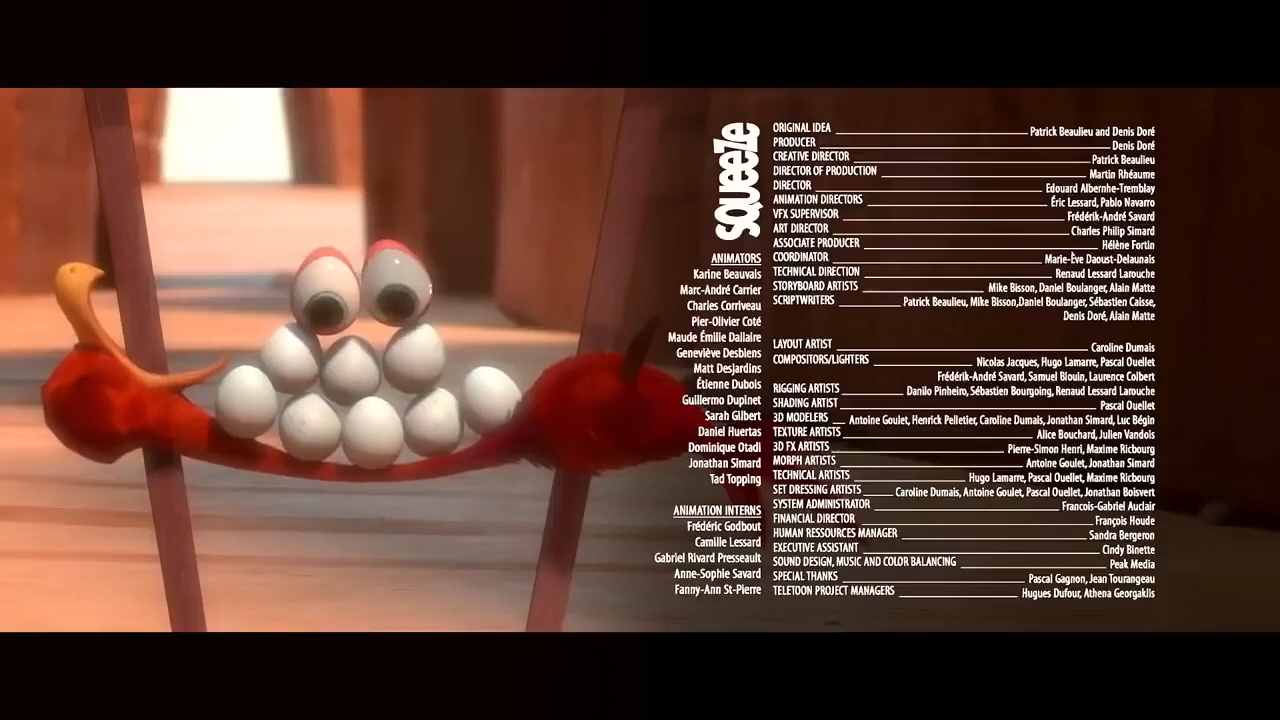 squeeze
ANIMATORS
Karine Beauvais
Marc-André Carrier
Charles Corriveau
Pier-Olivier Coté
Maude Émilie Dallaire
Geneviève Desbiens
Matt Desjardins
Étienne Dubois
Guillermo Dupinet
Sarah Gilbert
Daniel Huertas
Dominique Otadi
Jonathan Simard
Tad Topping
ANIMATION INTERNS
Frédéric Godbout
Camille Lessard
Gabriel Rivard Presseault
Anne-Sophie Savard
Fanny-Ann St-Pierre
ORIGINAL IDEA Patrick Beaulieu and Denis Doré
PRODUCER Denis Doré
CREATIVE DIRECTOR Patrick Beaulieu
DIRECTOR OF PRODUCTION Martin Rhéaume
DIRECTOR Edouard Albernhe-Tremblay
ANIMATION DIRECTORS Éric Lessard, Pablo Navarro
VFX SUPERVISOR Frédérik-André Savard
ART DIRECTOR Charles Philip Simard
ASSOCIATE PRODUCER Hélène Fortin
COORDINATOR Marie-Ève Daoust-Delaunais
TECHNICAL DIRECTION Renaud Lessard Larouche
STORYBOARD ARTISTS Mike Bisson, Daniel Boulanger, Alain Matte
SCRIPTWRITERS Patrick Beaulieu, Mike Bisson,Daniel Boulanger, Sébastien Caisse,
Denis Doré, Alain Matte
LAYOUT ARTIST Caroline Dumais
COMPOSITORS/LIGHTERS Nicolas Jacques, Hugo Lamarre, Pascal Ouellet
Frédérik-André Savard, Samuel Blouin, Laurence Colbert
RIGGING ARTISTS Danilo Pinheiro, Sébastien Bourgoing, Renaud Lessard Larouche
SHADING ARTIST Pascal Ouellet
3D MODELERS Antoine Goulet, Henrick Pelletier, Caroline Dumais, Jonathan Simard, Luc Bégin
TEXTURE ARTISTS Alice Bouchard, Julien Vandois
3D FX ARTISTS Pierre-Simon Henri, Maxime Ricbourg
MORPH ARTISTS Antoine Goulet, Jonathan Simard
TECHNICAL ARTISTS Hugo Lamarre, Pascal Ouellet, Maxime Ricbourg
SET DRESSING ARTISTS Caroline Dumais, Antoine Goulet, Pascal Ouellet, Jonathan Boisvert
SYSTEM ADMINISTRATOR Francois-Gabriel Auclair
FINANCIAL DIRECTOR François Houde
HUMAN RESSOURCES MANAGER Sandra Bergeron
EXECUTIVE ASSISTANT Cindy Binette
SOUND DESIGN, MUSIC AND COLOR BALANCING Peak Media
SPECIAL THANKS Pascal Gagnon, Jean Tourangeau
TELETOON PROJECT MANAGERS Hugues Dufour, Athena Georgaklis